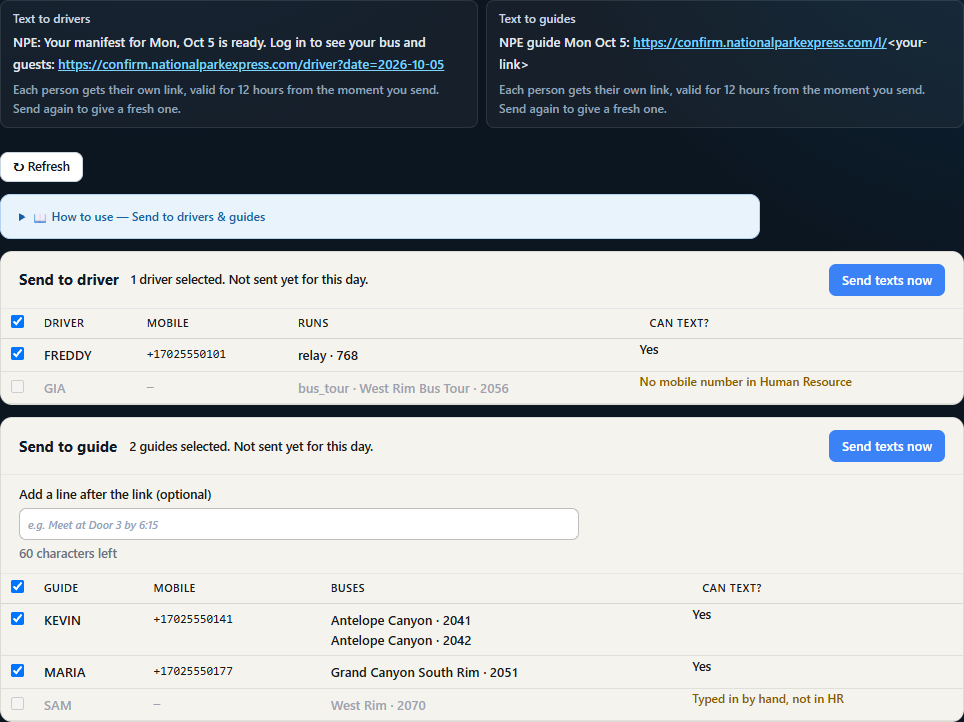 Text to drivers
NPE: Your manifest for Mon, Oct 5 is ready. Log in to see your bus and
guests: https://confirm.nationalparkexpress.com/driver?date=2026-10-05
Each person gets their own link, valid for 12 hours from the moment you send.
Send again to give a fresh one.
Text to guides
NPE guide Mon Oct 5: https://confirm.nationalparkexpress.com/l/<your-
link>
Each person gets their own link, valid for 12 hours from the moment you send.
Send again to give a fresh one.
↻ Refresh
▶ 📖 How to use — Send to drivers & guides
Send to driver 1 driver selected. Not sent yet for this day. Send texts now
DRIVER MOBILE RUNS CAN TEXT?
FREDDY +17025550101 relay · 768 Yes
GIA – bus_tour · West Rim Bus Tour · 2056 No mobile number in Human Resource
Send to guide 2 guides selected. Not sent yet for this day. Send texts now
Add a line after the link (optional)
e.g. Meet at Door 3 by 6:15
60 characters left
GUIDE MOBILE BUSES CAN TEXT?
KEVIN +17025550141 Antelope Canyon · 2041 Yes
Antelope Canyon · 2042
MARIA +17025550177 Grand Canyon South Rim · 2051 Yes
SAM – West Rim · 2070 Typed in by hand, not in HR